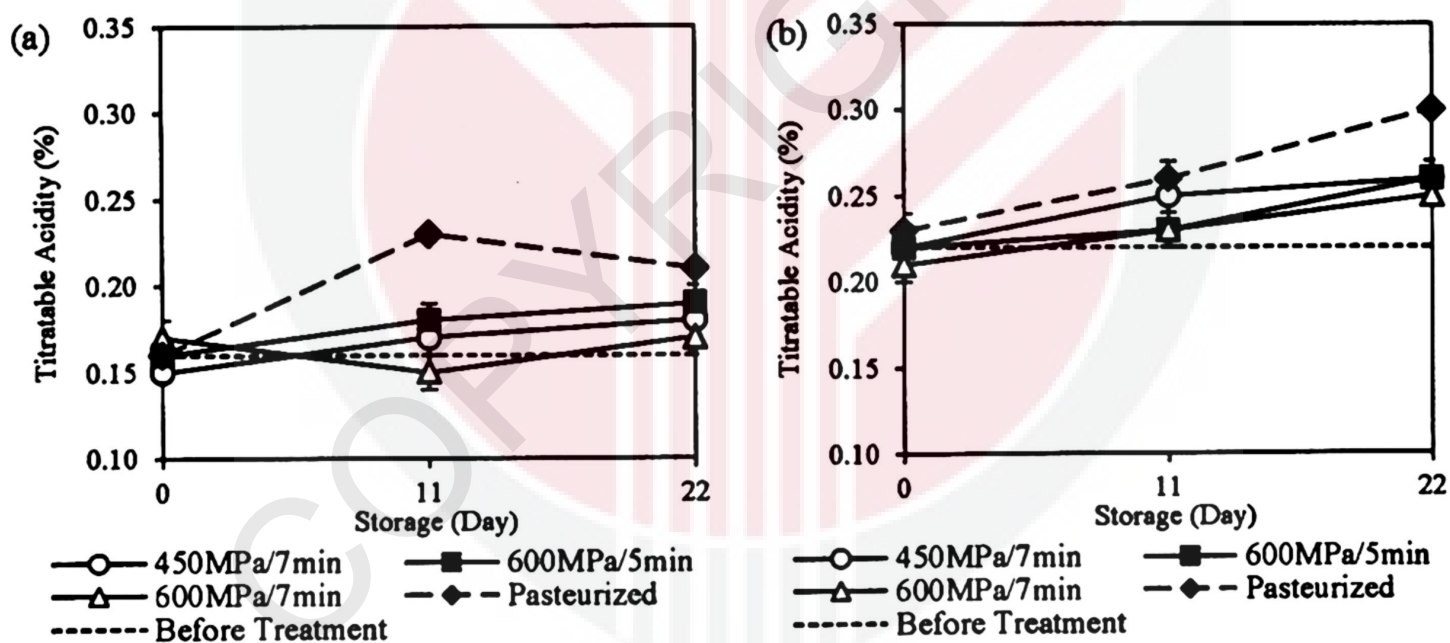 (a)
0.35
0.30
0.25
0.20
0.15
0.10
Titratable Acidity (%)
0
11
22
Storage (Day)
450MPa/7min
600MPa/5min
600MPa/7min
Pasteurized
Before Treatment
(b)
0.35
0.30
0.25
0.20
0.15
0.10
Titratable Acidity (%)
0
11
22
Storage (Day)
450MPa/7min
600MPa/5min
600MPa/7min
Pasteurized
Before Treatment
COPYRIG